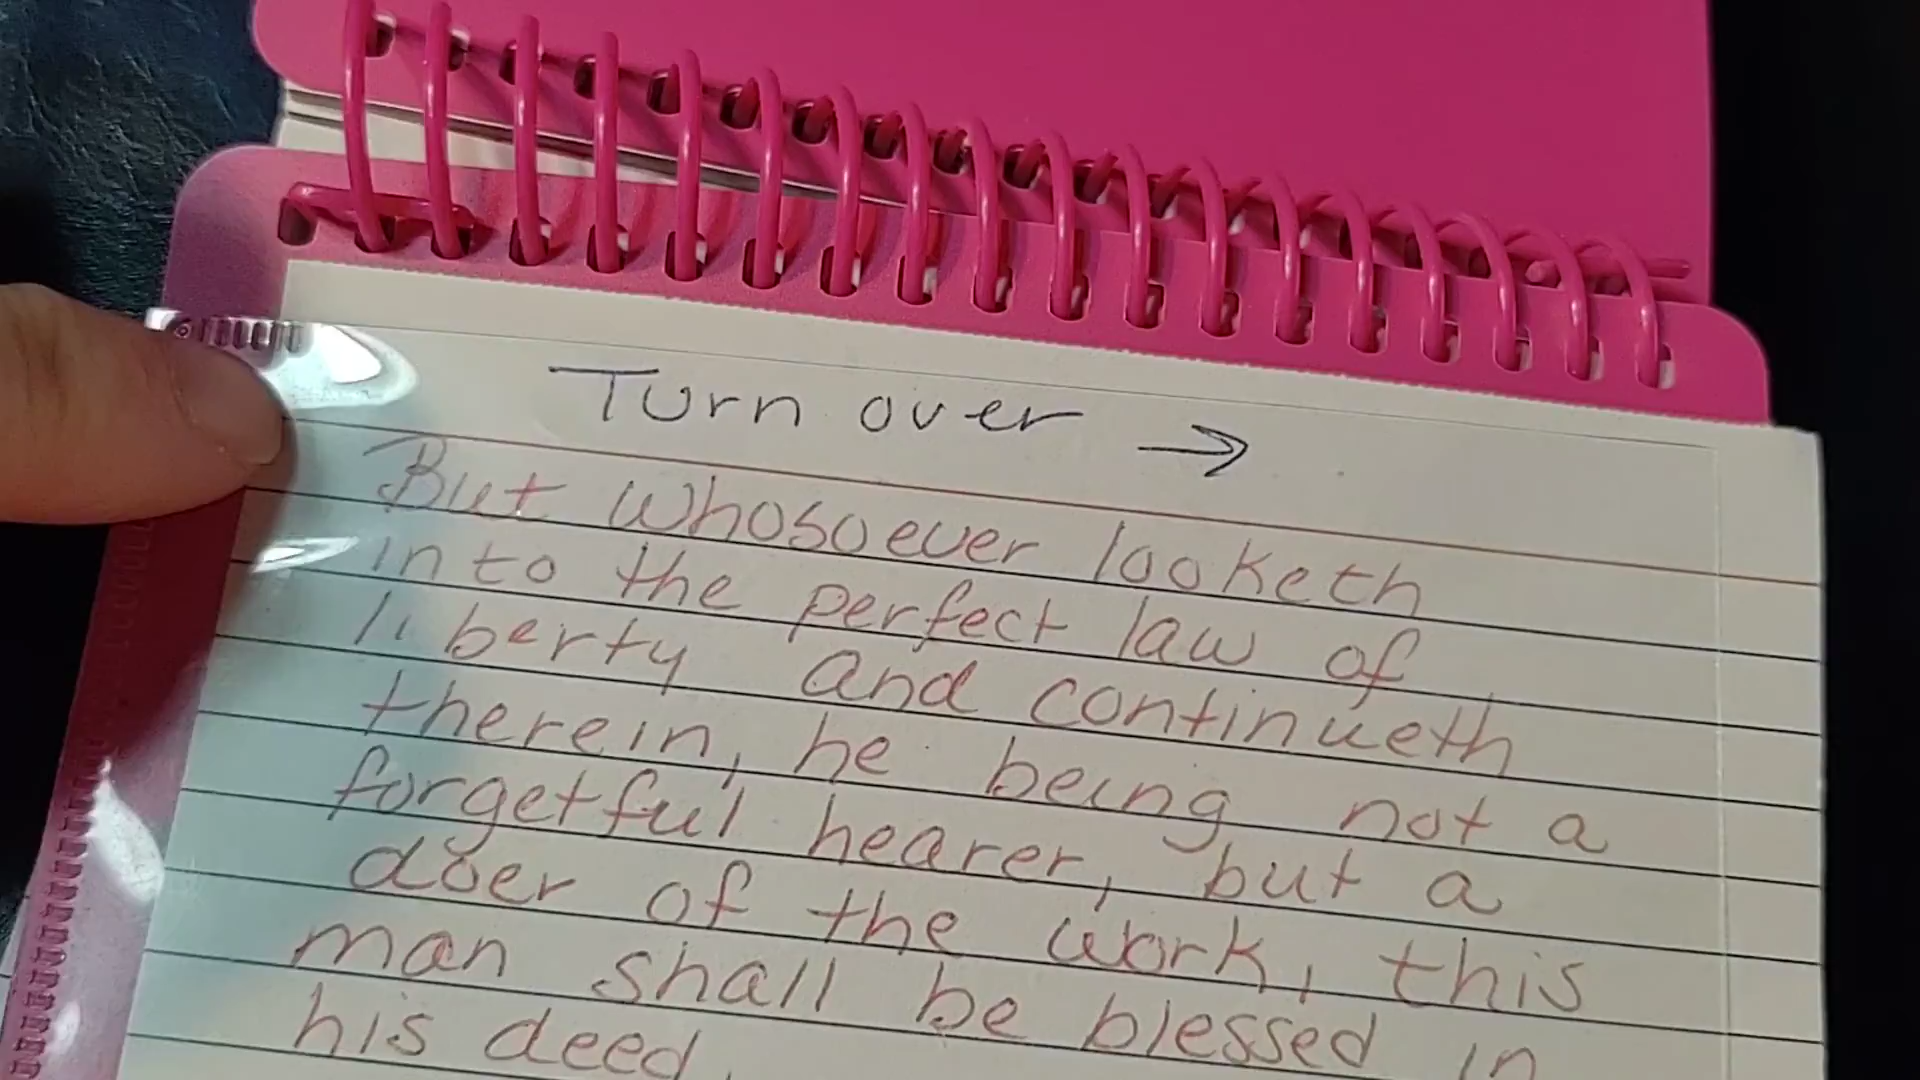 Turn over →
But whosoever looketh
into the perfect law of
liberty and continueth
therein, he being not a
forgetful hearer, but a
doer of the work, this
man shall be blessed in
his deed.